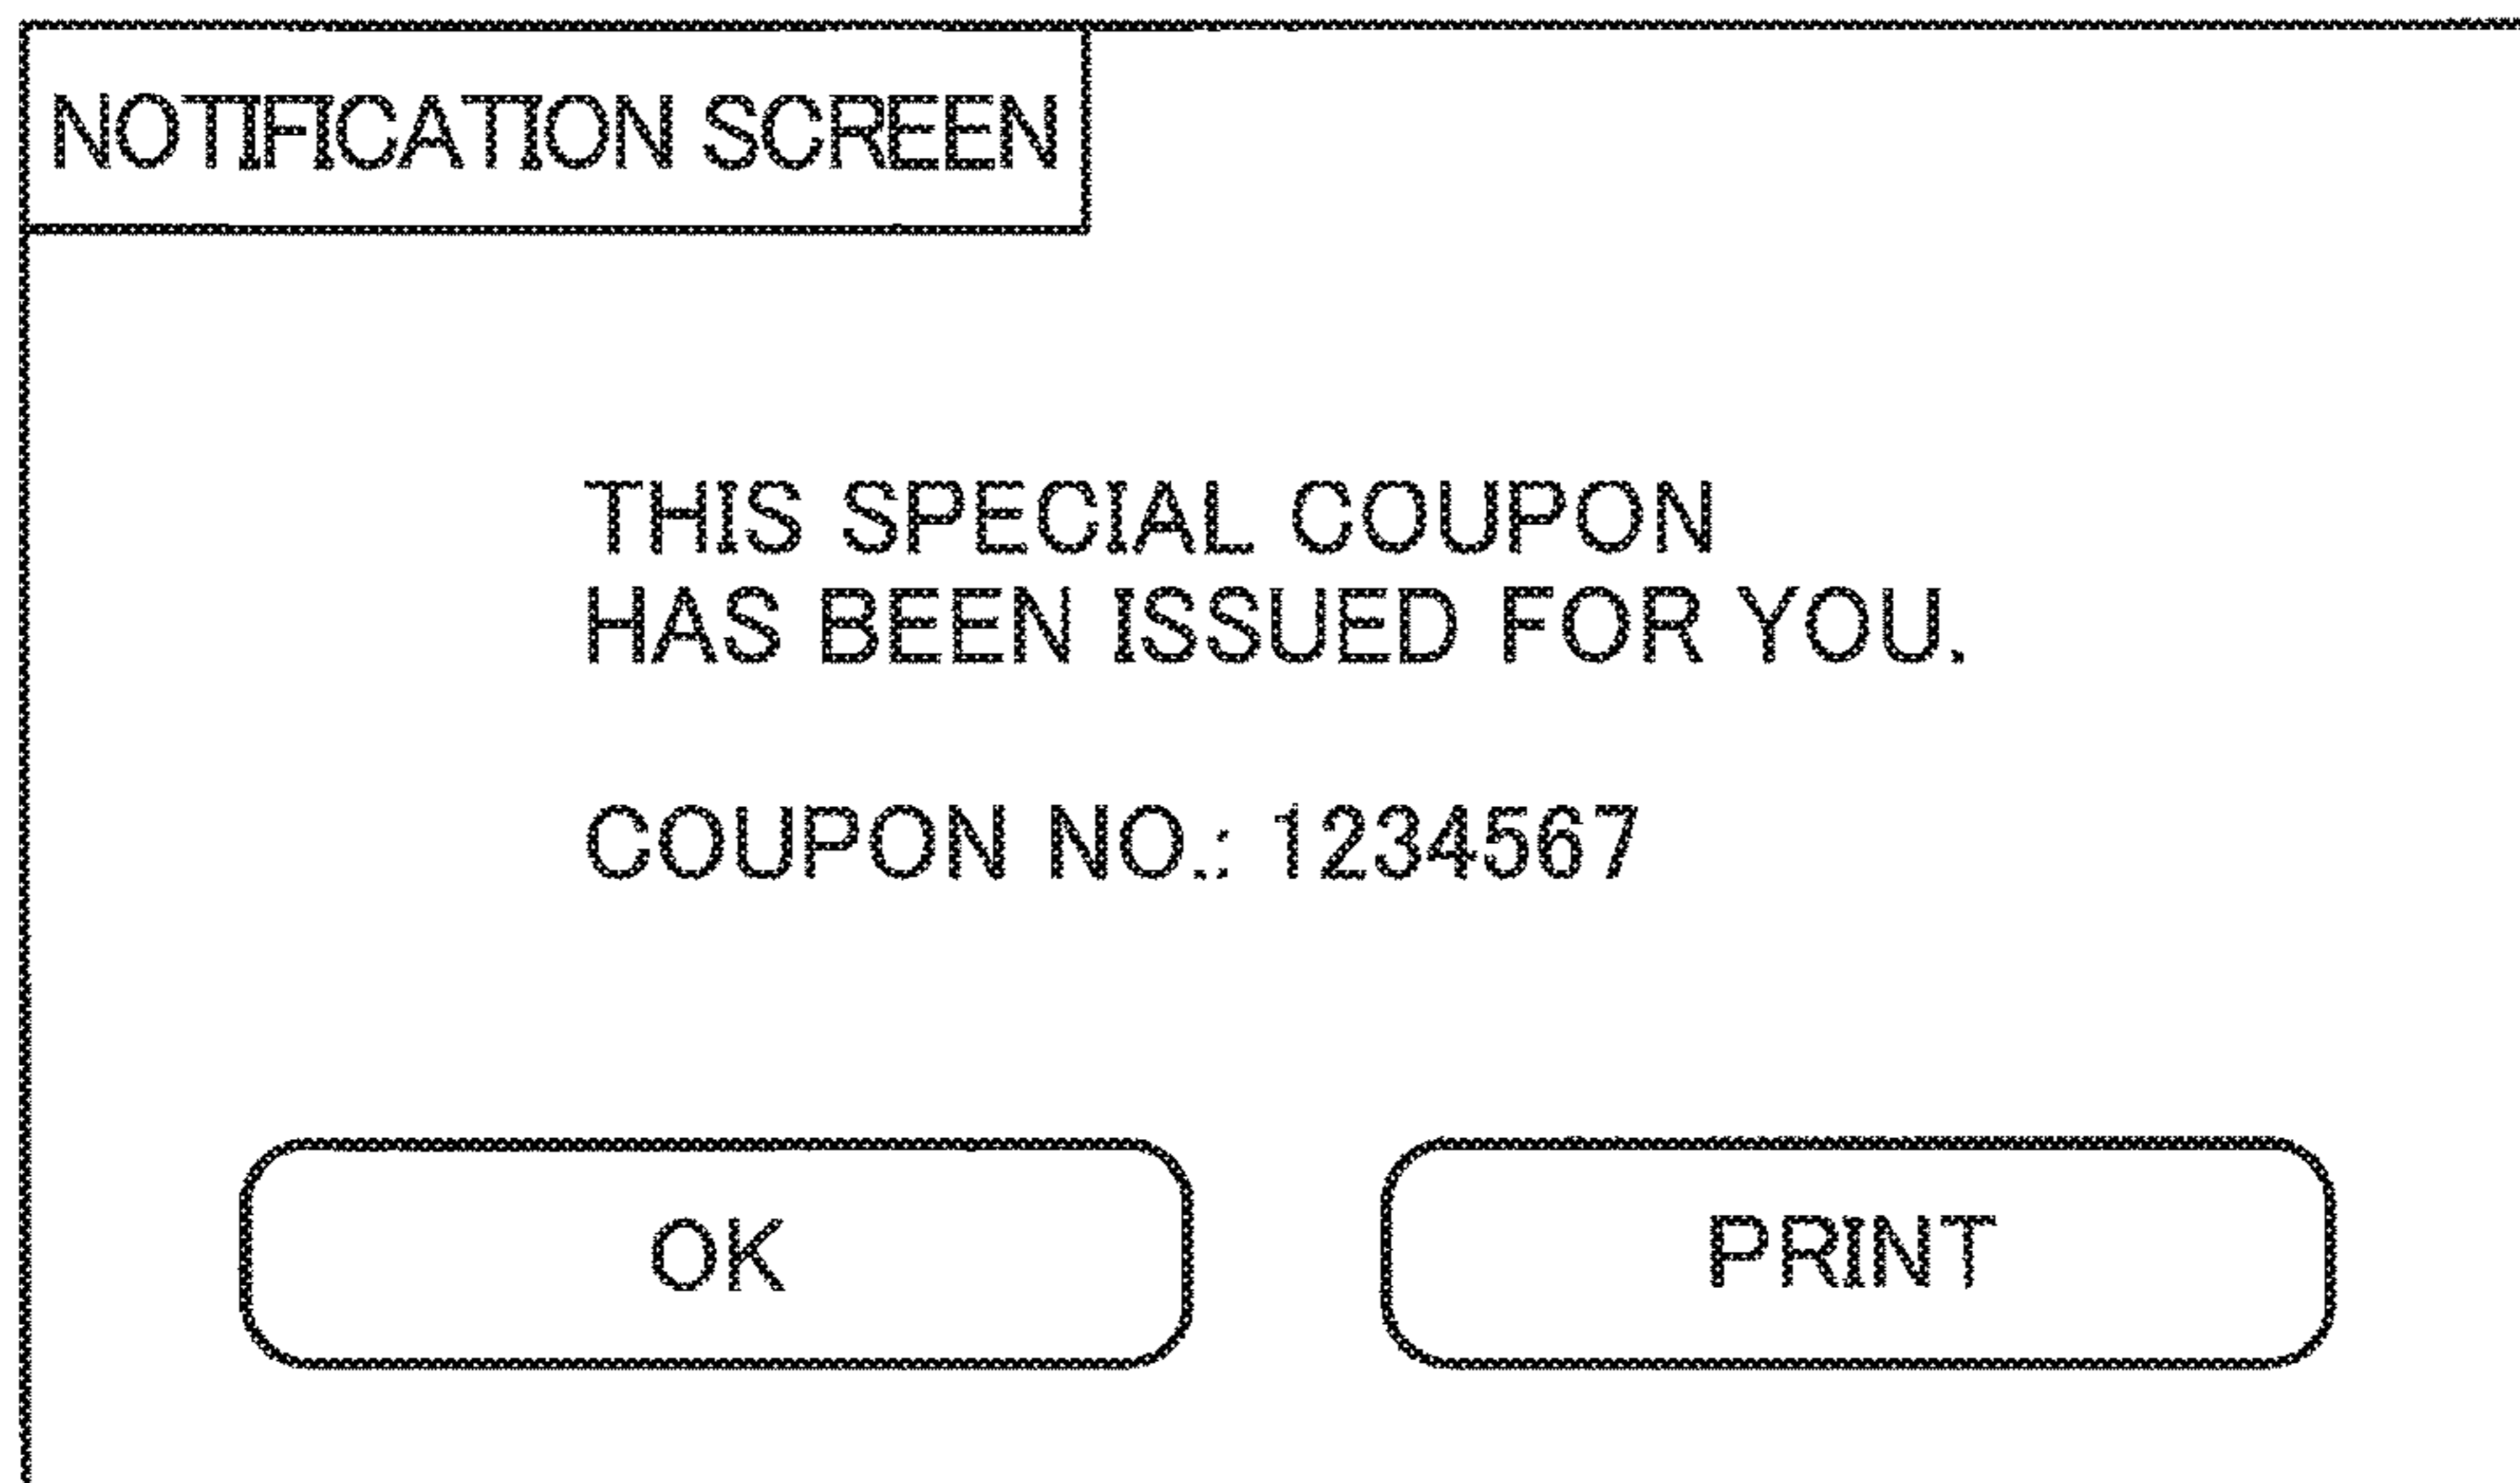 NOTIFICATION SCREEN
THIS SPECIAL COUPON
HAS BEEN ISSUED FOR YOU.
COUPON NO.: 1234567
OK
PRINT